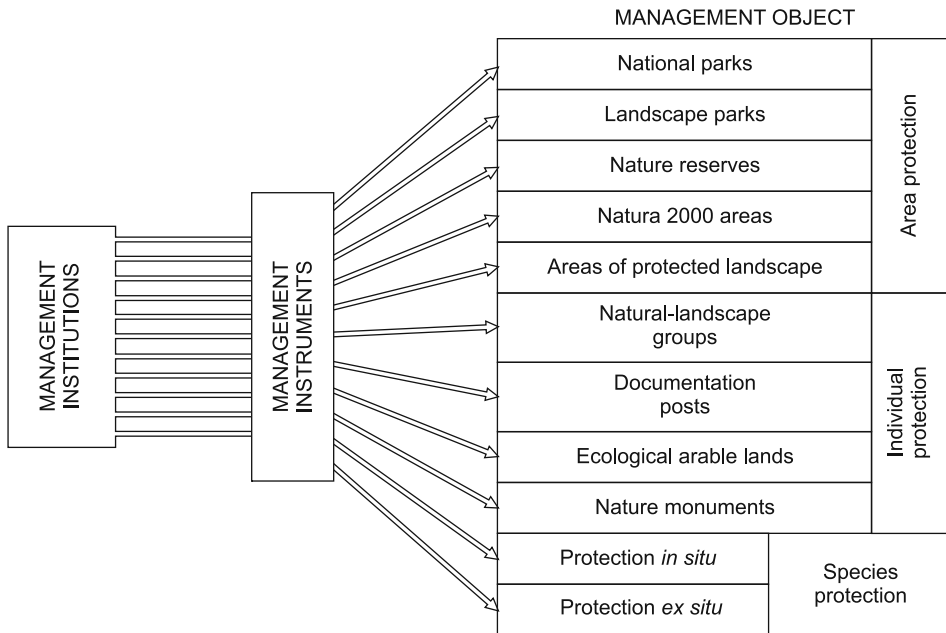 MANAGEMENT OBJECT
MANAGEMENT
INSTITUTIONS
MANAGEMENT
INSTRUMENTS
National parks
Landscape parks
Nature reserves
Natura 2000 areas
Areas of protected landscape
Area protection
Natural-landscape
groups
Documentation
posts
Ecological arable lands
Nature monuments
Individual
protection
Protection in situ
Protection ex situ
Species
protection